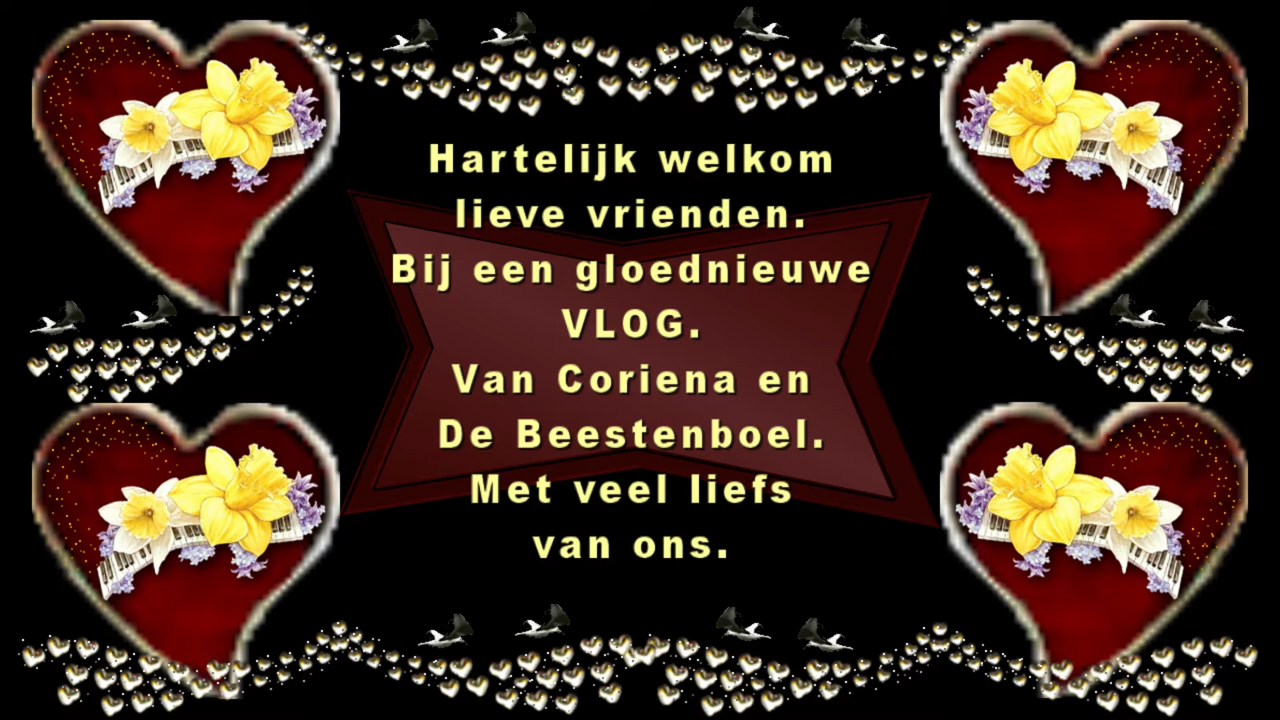 Hartelijk welkom
lieve vrienden.
Bij een gloednieuwe
VLOG.
Van Coriena en
De Beestenboel.
Met veel liefs
van ons.